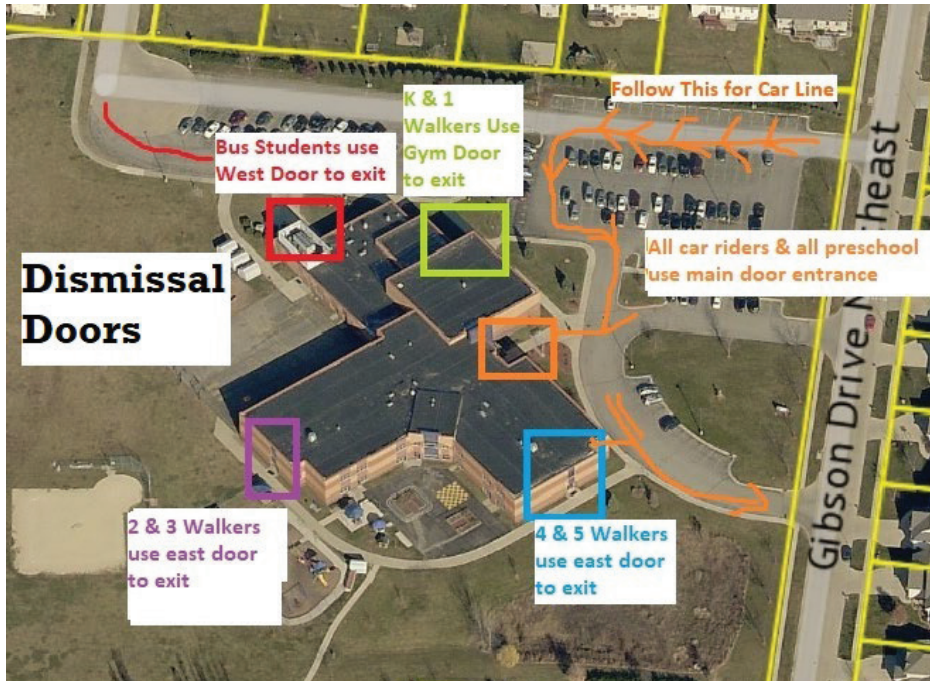 Follow This for Car Line
K & 1
Walkers Use
Gym Door
to exit
Bus Students use
West Door to exit
All car riders & all preschool
use main door entrance
Dismissal
Doors
2 & 3 Walkers
use east door
to exit
4 & 5 Walkers
use east door
to exit
Gibson Drive N heast